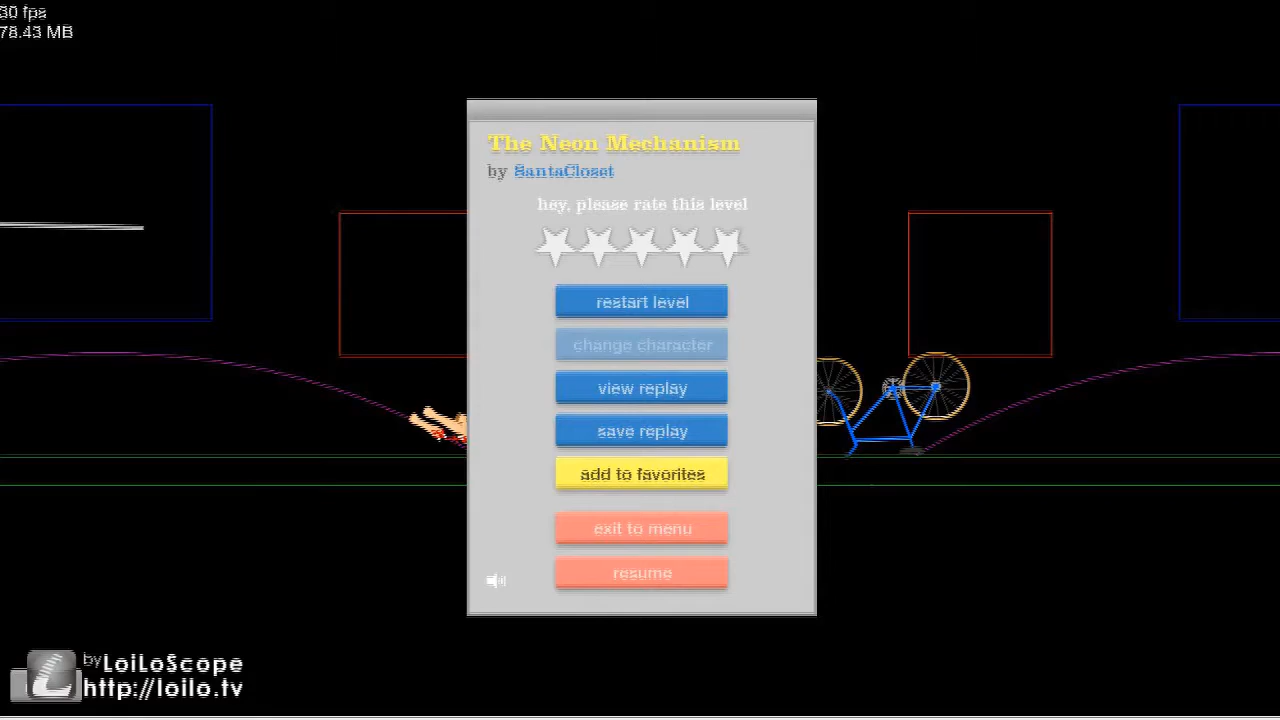 30 fps
78.43 MB
The Neon Mechanism
by SantaCloset
hey, please rate this level
restart level
change character
view replay
save replay
add to favorites
exit to menu
resume
by LoiLoScope
http://loilo.tv